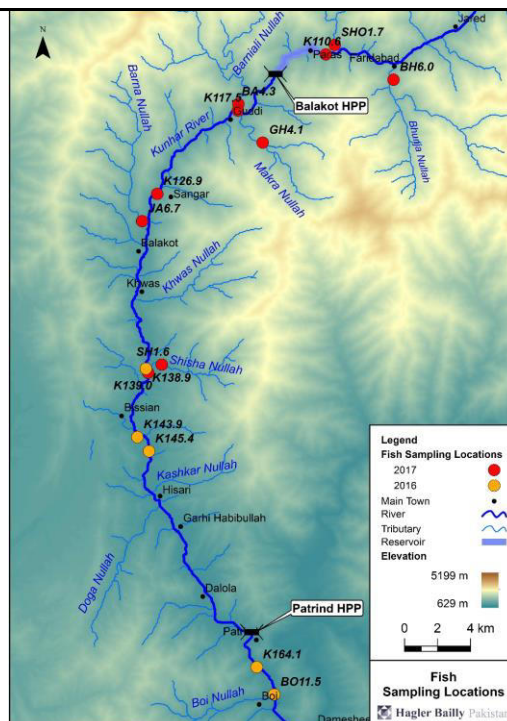 N
Jared
SHO1.7
K110.6
Paras
Faridabad
BH6.0
Barniali Nullah
Balakot HPP
BA4.3
K117.5
Barna Nullah
Kunhar River
GH4.1
Makra Nullah
Bhunja Nullah
K126.9
Sangar
JA6.7
Balakot
Khwas
Khwas Nullah
SH1.6
Shisha Nullah
K138.9
K139.0
Bissian
K143.9
K145.4
Kashkar Nullah
Hisari
Garhi Habibullah
Doga Nullah
Dalola
Patrind HPP
K164.1
BO11.5
Boi Nullah
Boi
Legend
Fish Sampling Locations
2017
2016
Main Town
River
Tributary
Reservoir
Elevation
5199 m
629 m
0 2 4 km
Fish
Sampling Locations
Hagler Bailly Pakistan